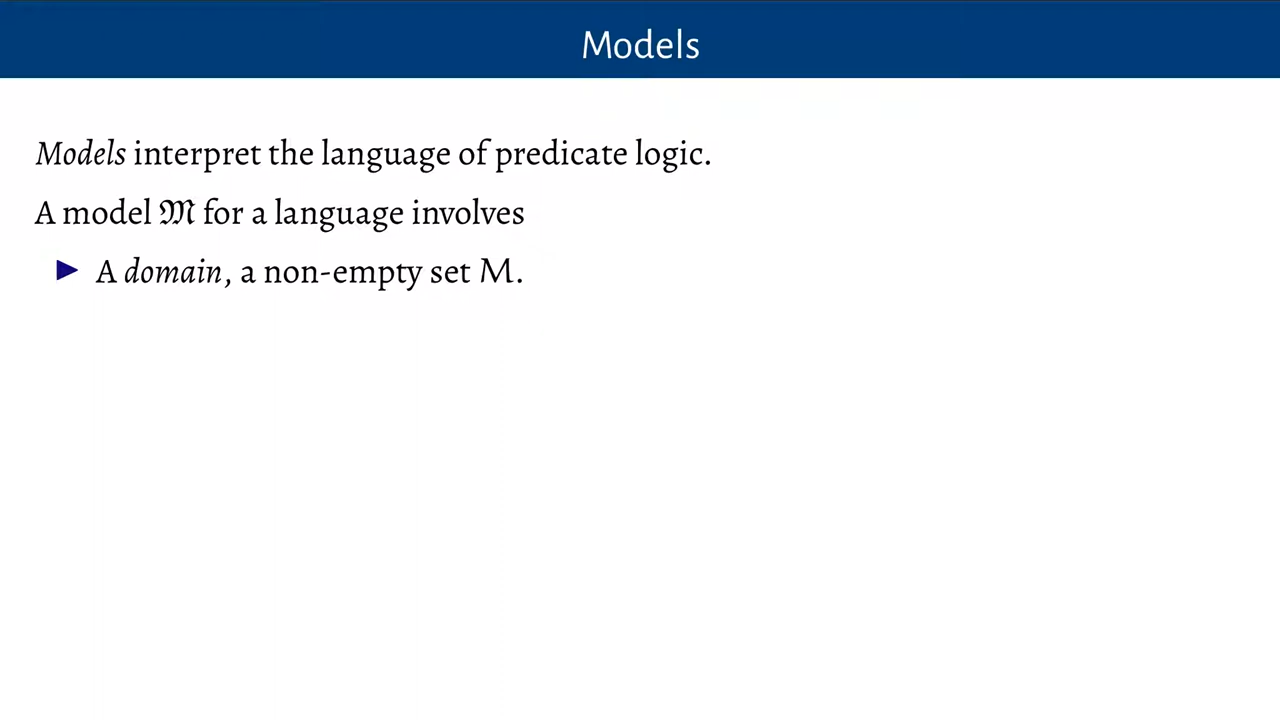 Models
Models interpret the language of predicate logic.
A model 𝔐 for a language involves
▶ A domain, a non-empty set M.